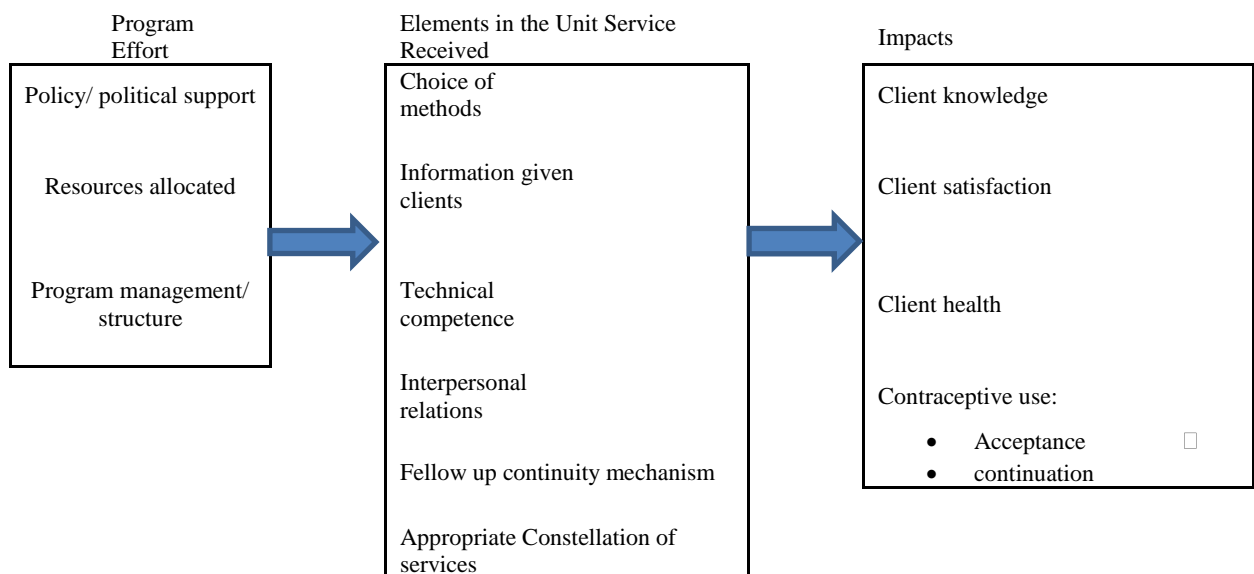 Program
Effort
Policy/ political support
Resources allocated
Program management/
structure
Elements in the Unit Service
Received
Choice of
methods
Information given
clients
Technical
competence
Interpersonal
relations
Fellow up continuity mechanism
Appropriate Constellation of
services
Impacts
Client knowledge
Client satisfaction
Client health
Contraceptive use:
• Acceptance
• continuation